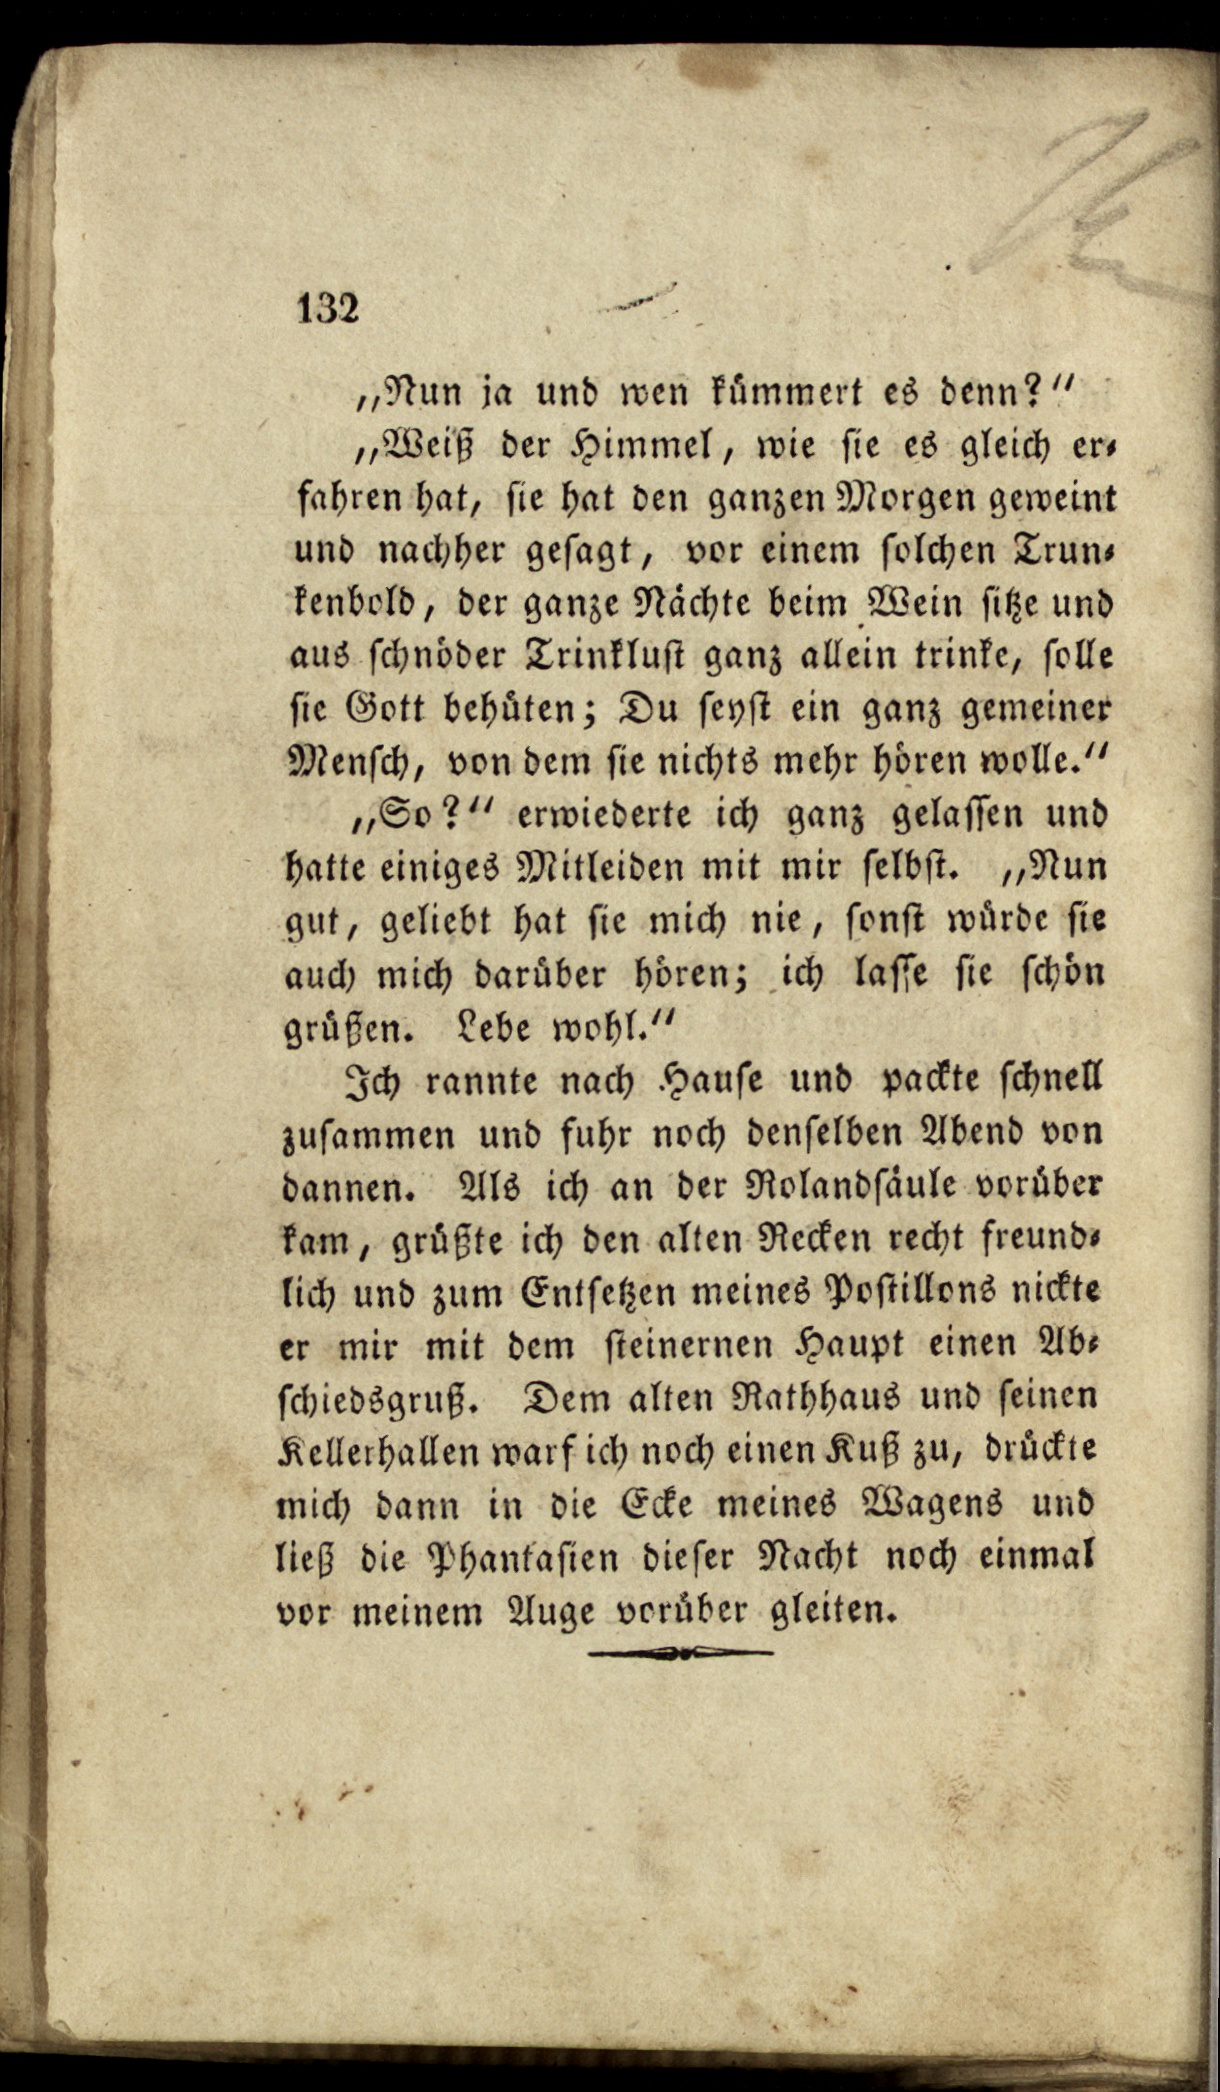 132
„Nun ja und wen kümmert es denn?“
„Weiß der Himmel, wie ſie es gleich er⸗
fahren hat, ſie hat den ganzen Morgen geweint
und nachher geſagt, vor einem ſolchen Trun⸗
kenbold, der ganze Nächte beim Wein ſitze und
aus ſchnöder Trinkluſt ganz allein trinke, ſolle
ſie Gott behüten; Du ſeyſt ein ganz gemeiner
Menſch, von dem ſie nichts mehr hören wolle.“
„So?“ erwiederte ich ganz gelaſſen und
hatte einiges Mitleiden mit mir ſelbſt. „Nun
gut, geliebt hat ſie mich nie, ſonſt würde ſie
auch mich darüber hören; ich laſſe ſie ſchön
grüßen. Lebe wohl.“
Ich rannte nach Hauſe und packte ſchnell
zuſammen und fuhr noch denſelben Abend von
dannen. Als ich an der Rolandſäule vorüber
kam, grüßte ich den alten Recken recht freund⸗
lich und zum Entſetzen meines Poſtillons nickte
er mir mit dem ſteinernen Haupt einen Ab⸗
ſchiedsgruß. Dem alten Rathhaus und ſeinen
Kellerhallen warf ich noch einen Kuß zu, drückte
mich dann in die Ecke meines Wagens und
ließ die Phantaſien dieſer Nacht noch einmal
vor meinem Auge vorüber gleiten.